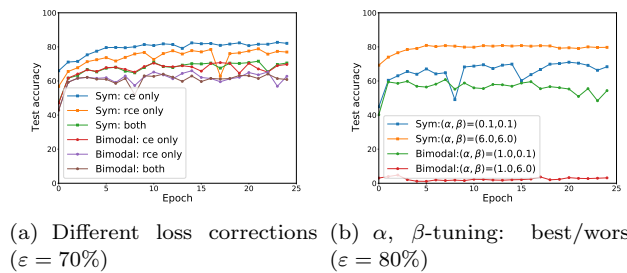 100
80
60
40
20
0
Test accuracy
Sym: ce only
Sym: rce only
Sym: both
Bimodal: ce only
Bimodal: rce only
Bimodal: both
0 5 10 15 20 25
Epoch
100
80
60
40
20
0
Test accuracy
Sym:(α, β)=(0.1,0.1)
Sym:(α, β)=(6.0,6.0)
Bimodal:(α, β)=(1.0,0.1)
Bimodal:(α, β)=(1.0,6.0)
0 5 10 15 20 25
Epoch
(a) Different loss corrections
(ε = 70%)
(b) α, β-tuning: best/wors
(ε = 80%)